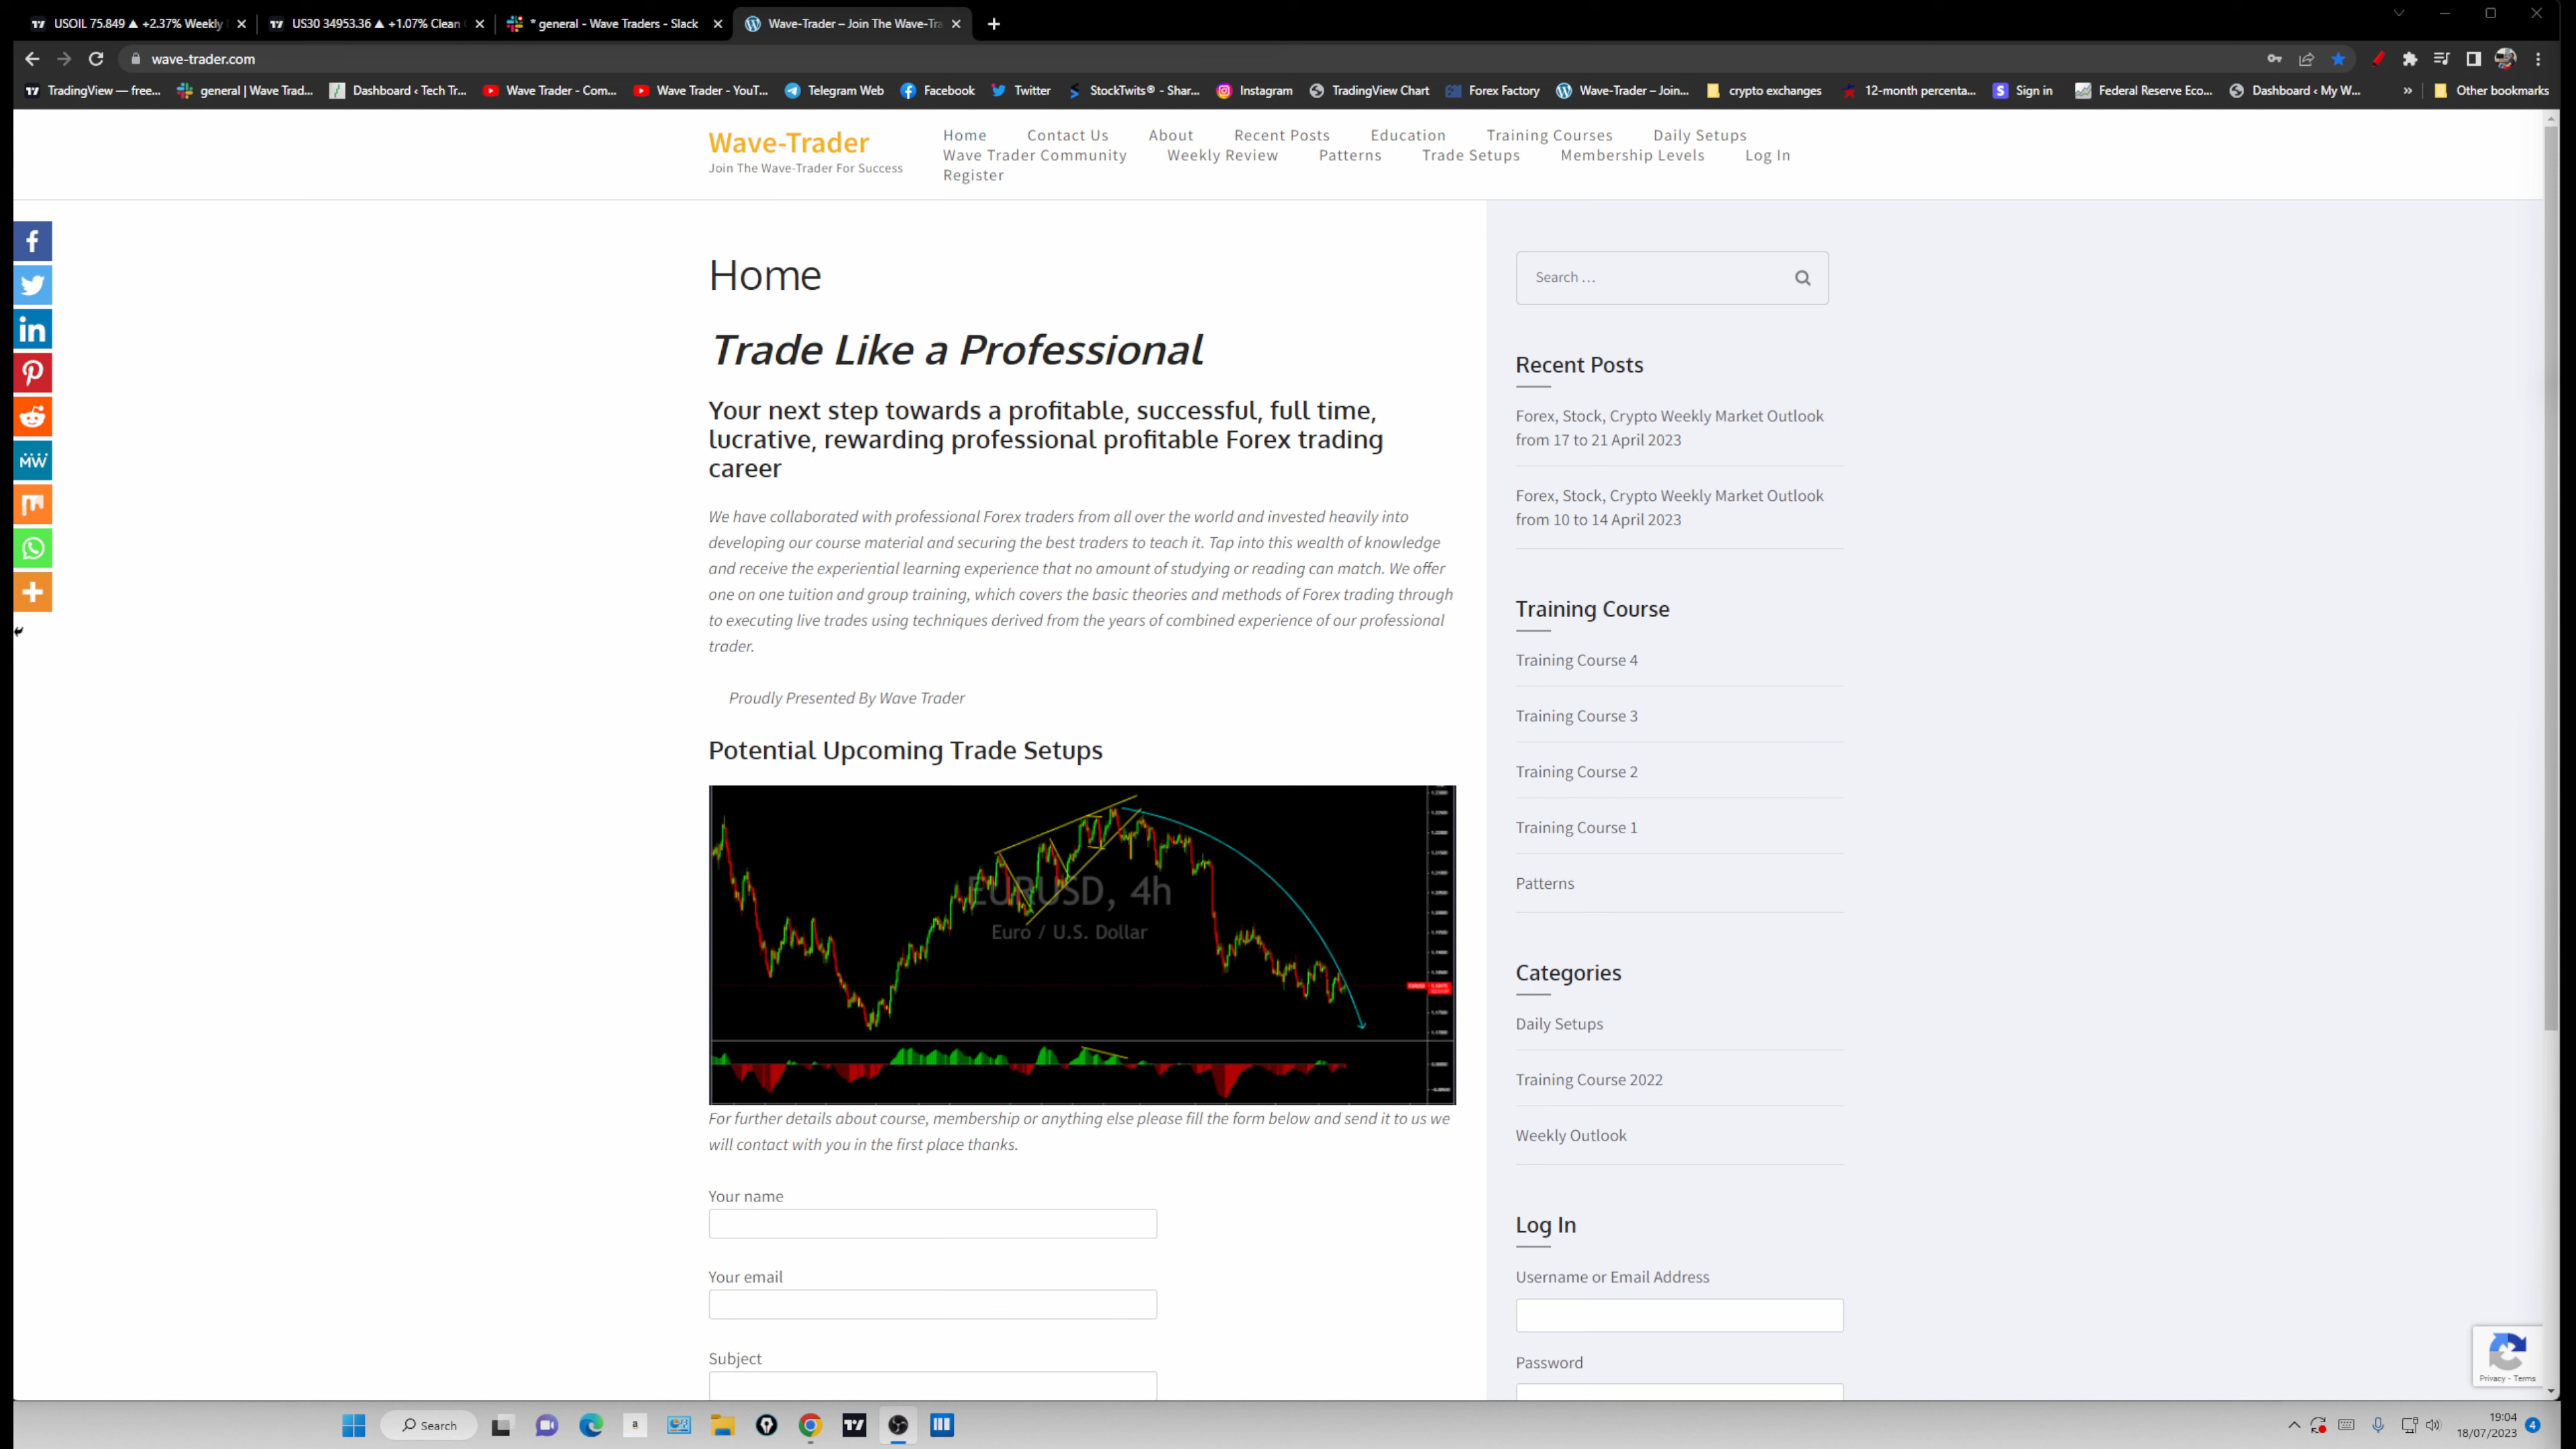 USOIL 75.849 ▲ +2.37% Weekly
US30 34953.36 ▲ +1.07% Clean
* general - Wave Traders - Slack
Wave-Trader – Join The Wave-Tra
wave-trader.com
TradingView — free...
general | Wave Trad...
Dashboard ‹ Tech Tr...
Wave Trader - Com...
Wave Trader - YouT...
Telegram Web
Facebook
Twitter
StockTwits® - Shar...
Instagram
TradingView Chart
Forex Factory
Wave-Trader – Join...
crypto exchanges
12-month percenta...
Sign in
Federal Reserve Eco...
Dashboard ‹ My W...
»
Other bookmarks
Wave-Trader
Join The Wave-Trader For Success
Home Contact Us About Recent Posts Education Training Courses Daily Setups
Wave Trader Community Weekly Review Patterns Trade Setups Membership Levels Log In
Register
MW
Home
Trade Like a Professional
Your next step towards a profitable, successful, full time,
lucrative, rewarding professional profitable Forex trading
career
We have collaborated with professional Forex traders from all over the world and invested heavily into
developing our course material and securing the best traders to teach it. Tap into this wealth of knowledge
and receive the experiential learning experience that no amount of studying or reading can match. We offer
one on one tuition and group training, which covers the basic theories and methods of Forex trading through
to executing live trades using techniques derived from the years of combined experience of our professional
trader.
Proudly Presented By Wave Trader
Potential Upcoming Trade Setups
EURUSD, 4h
Euro / U.S. Dollar
For further details about course, membership or anything else please fill the form below and send it to us we
will contact with you in the first place thanks.
Your name
Your email
Subject
Search ...
Recent Posts
Forex, Stock, Crypto Weekly Market Outlook
from 17 to 21 April 2023
Forex, Stock, Crypto Weekly Market Outlook
from 10 to 14 April 2023
Training Course
Training Course 4
Training Course 3
Training Course 2
Training Course 1
Patterns
Categories
Daily Setups
Training Course 2022
Weekly Outlook
Log In
Username or Email Address
Password
Privacy - Terms
Search
19:04
18/07/2023
4